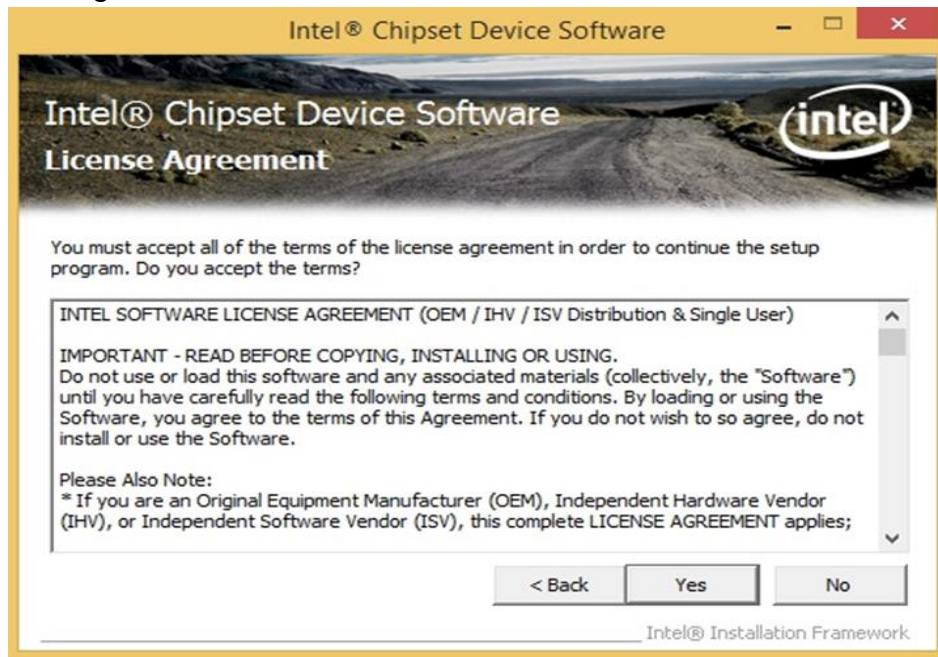 Intel® Chipset Device Software
Intel® Chipset Device Software
intel
License Agreement
You must accept all of the terms of the license agreement in order to continue the setup
program. Do you accept the terms?
INTEL SOFTWARE LICENSE AGREEMENT (OEM / IHV / ISV Distribution & Single User)
IMPORTANT - READ BEFORE COPYING, INSTALLING OR USING.
Do not use or load this software and any associated materials (collectively, the "Software")
until you have carefully read the following terms and conditions. By loading or using the
Software, you agree to the terms of this Agreement. If you do not wish to so agree, do not
install or use the Software.
Please Also Note:
* If you are an Original Equipment Manufacturer (OEM), Independent Hardware Vendor
(IHV), or Independent Software Vendor (ISV), this complete LICENSE AGREEMENT applies;
< Back Yes No
Intel® Installation Framework